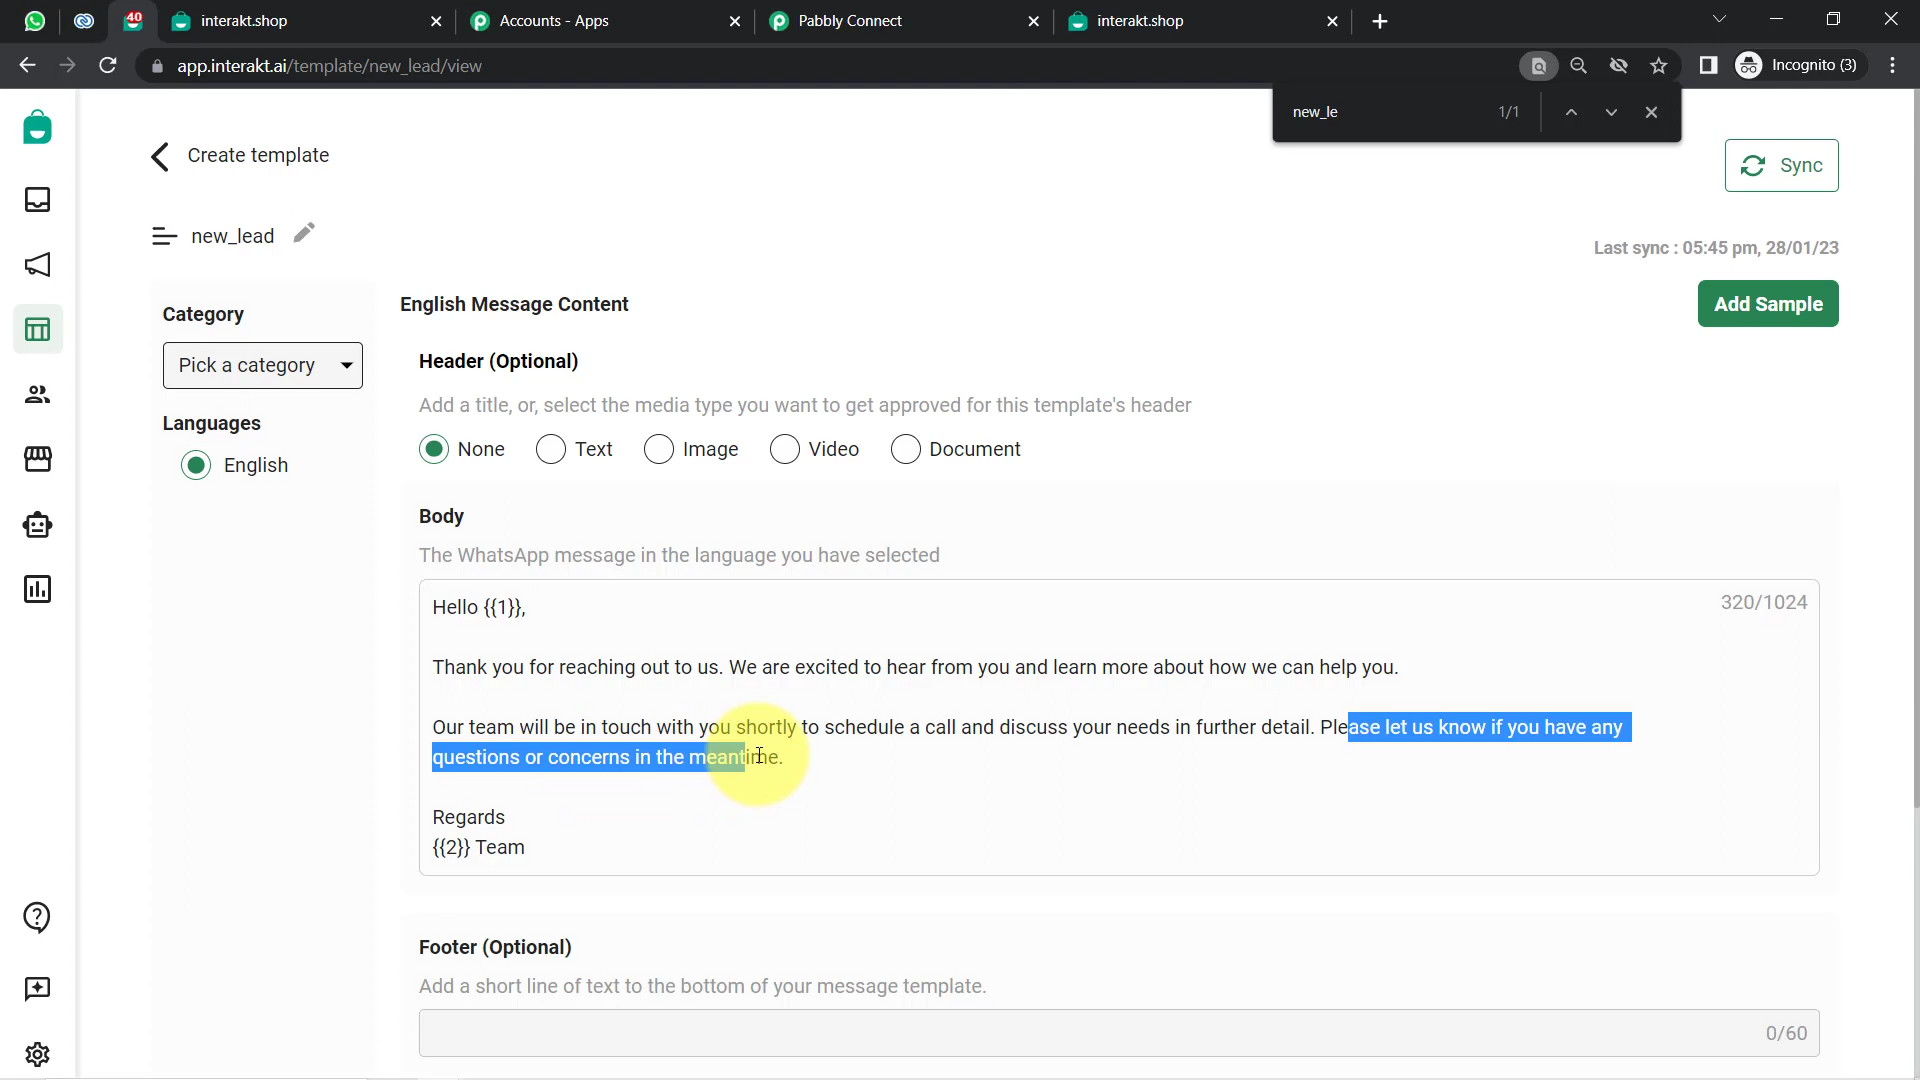 40
interakt.shop
Accounts - Apps
Pabbly Connect
interakt.shop
app.interakt.ai/template/new_lead/view
Incognito (3)
new_le
1/1
Create template
Sync
new_lead
Last sync : 05:45 pm, 28/01/23
Category
English Message Content
Add Sample
Pick a category
Header (Optional)
Add a title, or, select the media type you want to get approved for this template's header
Languages
English
None
Text
Image
Video
Document
Body
The WhatsApp message in the language you have selected
Hello {{1}},
320/1024
Thank you for reaching out to us. We are excited to hear from you and learn more about how we can help you.
Our team will be in touch with you shortly to schedule a call and discuss your needs in further detail. Please let us know if you have any
questions or concerns in the meantime.
Regards
{{2}} Team
Footer (Optional)
Add a short line of text to the bottom of your message template.
0/60